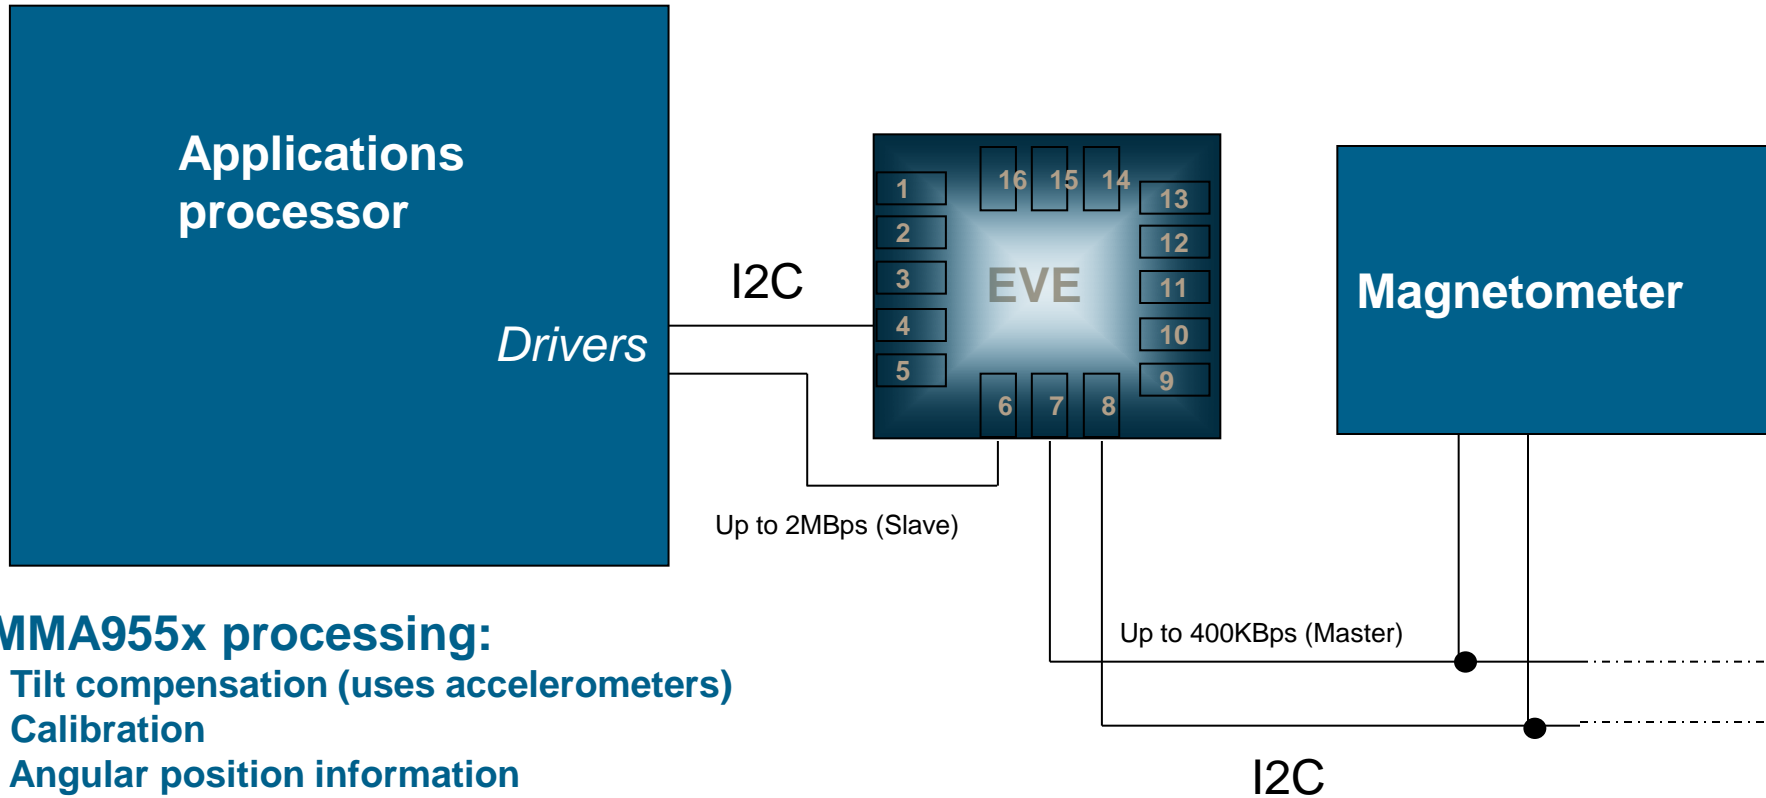 Applications
processor
Drivers
I2C
Up to 2MBps (Slave)
1
2
3
4
5
16 15 14
EVE
6 7 8
13
12
11
10
9
Magnetometer
Up to 400KBps (Master)
I2C
MMA955x processing:
Tilt compensation (uses accelerometers)
Calibration
Angular position information